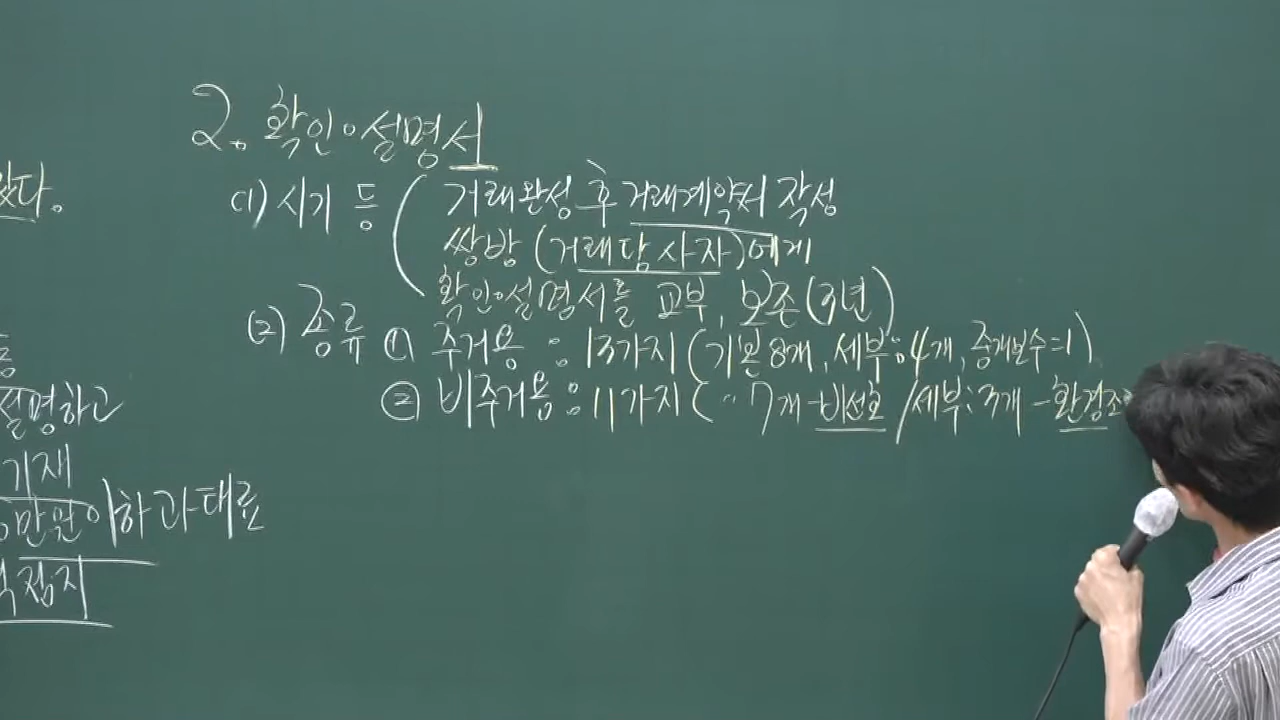 2. 확인·설명서
(1) 시기 등
거래완성 후 거래계약서 작성
쌍방 (거래당사자)에게
확인·설명서를 교부, 보존(3년)
(2) 종류 ① 주거용 : 13가지 (기본 8개, 세부:4개, 중개보수=1)
② 비주거용 : 11가지 ( 〃 7개 -비선호 / 세부:3개 -환경조
다.
등
설명하고
기재
만원 이하 과태료
접지